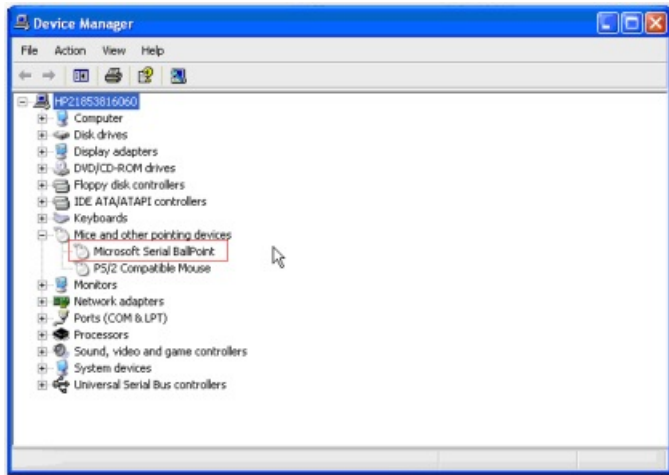 Device Manager
File Action View Help
HP21853816060
Computer
Disk drives
Display adapters
DVD/CD-ROM drives
Floppy disk controllers
IDE ATA/ATAPI controllers
Keyboards
Mice and other pointing devices
Microsoft Serial BallPoint
PS/2 Compatible Mouse
Monitors
Network adapters
Ports (COM & LPT)
Processors
Sound, video and game controllers
System devices
Universal Serial Bus controllers